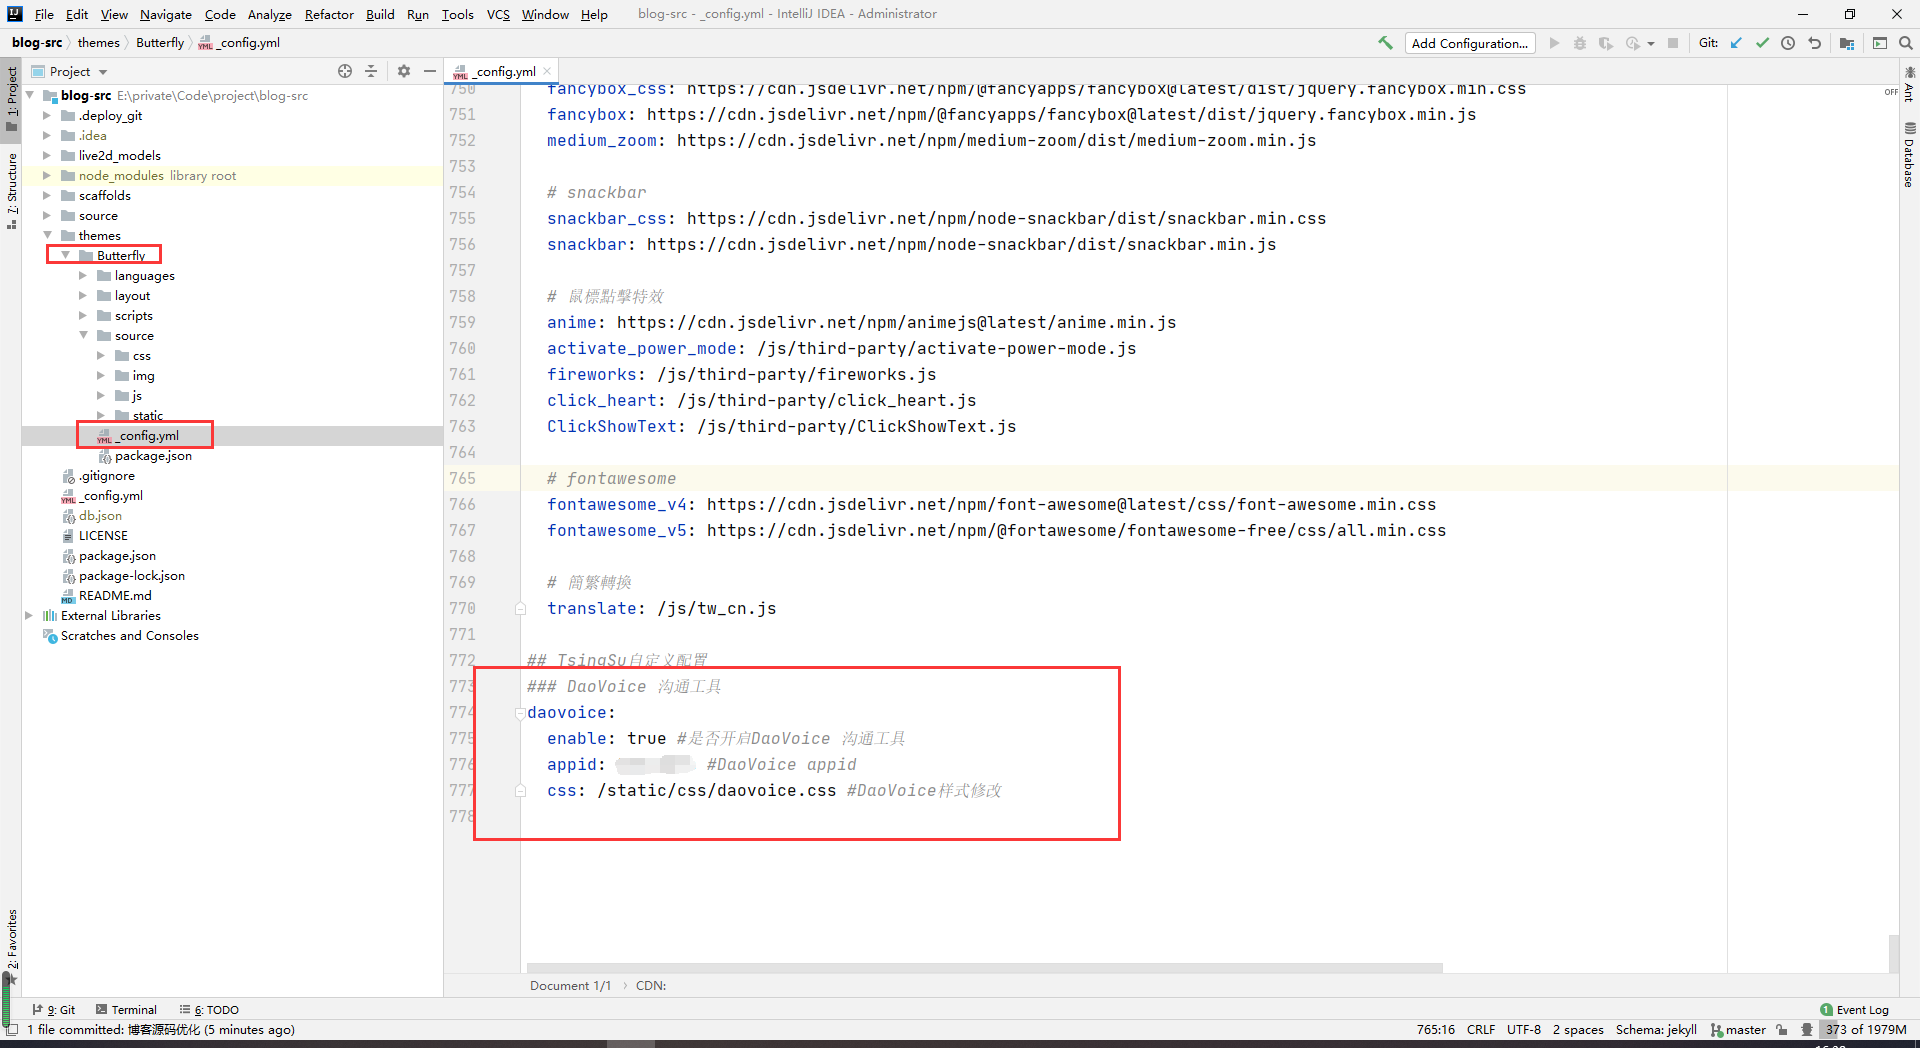 File Edit View Navigate Code Analyze Refactor Build Run Tools VCS Window Help blog-src - _config.yml - IntelliJ IDEA - Administrator
blog-src themes Butterfly _config.yml Add Configuration... Git:
1: Project
7: Structure
2: Favorites
Project
blog-src E:\private\Code\project\blog-src
.deploy_git
.idea
live2d_models
node_modules library root
scaffolds
source
themes
Butterfly
languages
layout
scripts
source
css
img
js
static
_config.yml
package.json
.gitignore
_config.yml
db.json
LICENSE
package.json
package-lock.json
README.md
External Libraries
Scratches and Consoles
_config.yml
750 fancybox_css: https://cdn.jsdelivr.net/npm/@fancyapps/fancybox@latest/dist/jquery.fancybox.min.css
751 fancybox: https://cdn.jsdelivr.net/npm/@fancyapps/fancybox@latest/dist/jquery.fancybox.min.js
752 medium_zoom: https://cdn.jsdelivr.net/npm/medium-zoom/dist/medium-zoom.min.js
753
754 # snackbar
755 snackbar_css: https://cdn.jsdelivr.net/npm/node-snackbar/dist/snackbar.min.css
756 snackbar: https://cdn.jsdelivr.net/npm/node-snackbar/dist/snackbar.min.js
757
758 # 鼠標點擊特效
759 anime: https://cdn.jsdelivr.net/npm/animejs@latest/anime.min.js
760 activate_power_mode: /js/third-party/activate-power-mode.js
761 fireworks: /js/third-party/fireworks.js
762 click_heart: /js/third-party/click_heart.js
763 ClickShowText: /js/third-party/ClickShowText.js
764
765 # fontawesome
766 fontawesome_v4: https://cdn.jsdelivr.net/npm/font-awesome@latest/css/font-awesome.min.css
767 fontawesome_v5: https://cdn.jsdelivr.net/npm/@fortawesome/fontawesome-free/css/all.min.css
768
769 # 簡繁轉換
770 translate: /js/tw_cn.js
771
772 ## TsingSu自定义配置
773 ### DaoVoice 沟通工具
774 daovoice:
775 enable: true #是否开启DaoVoice 沟通工具
776 appid: #DaoVoice appid
777 css: /static/css/daovoice.css #DaoVoice样式修改
778
OFF
Ant
Database
Document 1/1 CDN:
9: Git Terminal 6: TODO 1 Event Log
1 file committed: 博客源码优化 (5 minutes ago) 765:16 CRLF UTF-8 2 spaces Schema: jekyll master 373 of 1979M